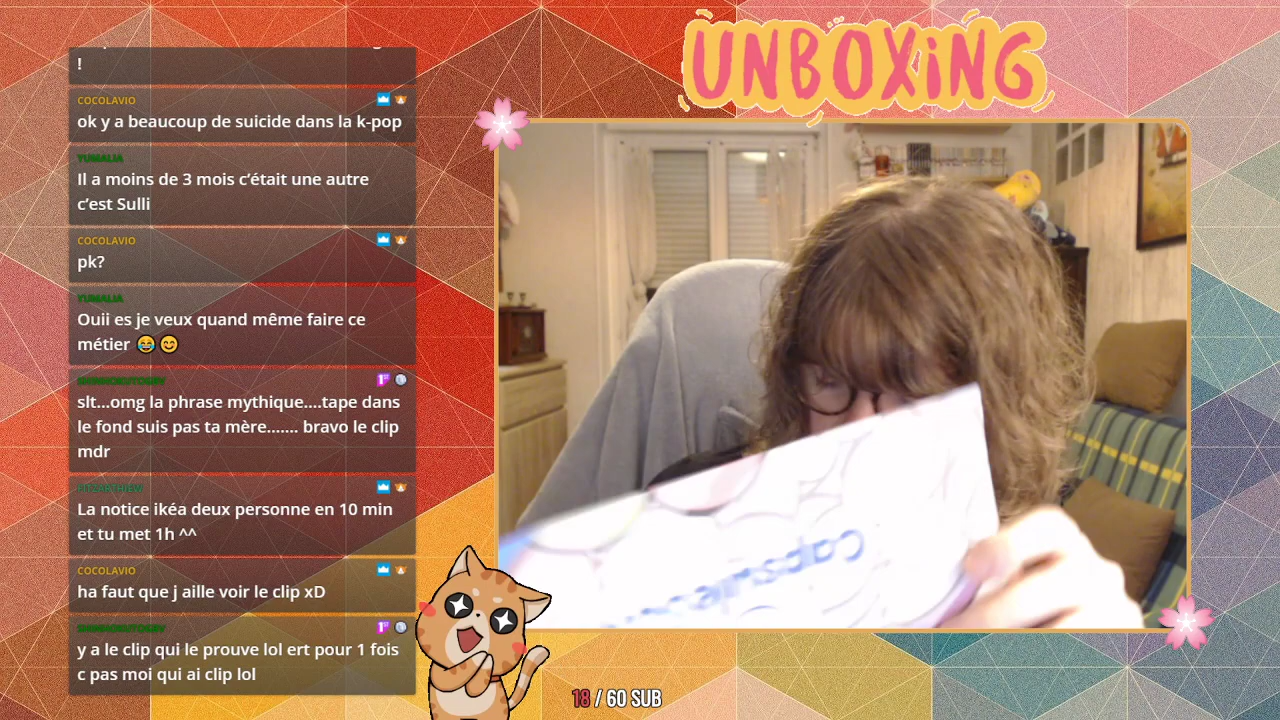 UNBOXiNG
!
COCOLAVIO
ok y a beaucoup de suicide dans la k-pop
YUMALIA
Il a moins de 3 mois c’était une autre
c’est Sulli
COCOLAVIO
pk?
YUMALIA
Ouii es je veux quand même faire ce
métier 😂😊
slt...omg la phrase mythique....tape dans
le fond suis pas ta mère....... bravo le clip
mdr
La notice ikéa deux personne en 10 min
et tu met 1h ^^
COCOLAVIO
ha faut que j aille voir le clip xD
y a le clip qui le prouve lol ert pour 1 fois
c pas moi qui ai clip lol
18 / 60 SUB